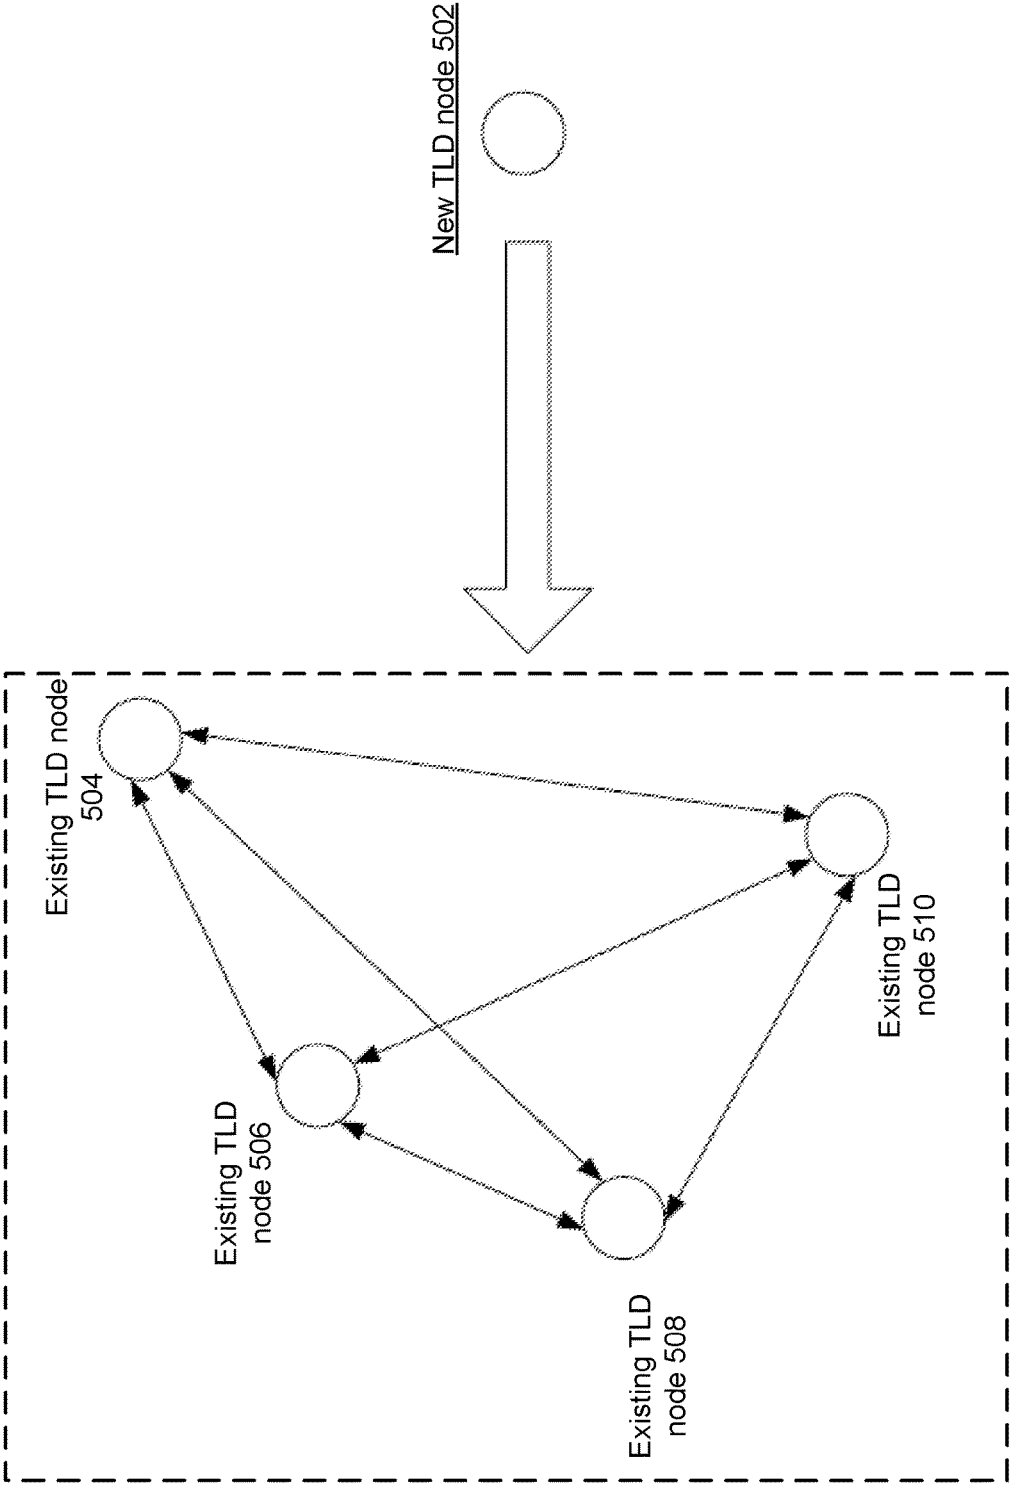 New TLD node 502
Existing TLD node
504
Existing TLD
node 506
Existing TLD
node 508
Existing TLD
node 510